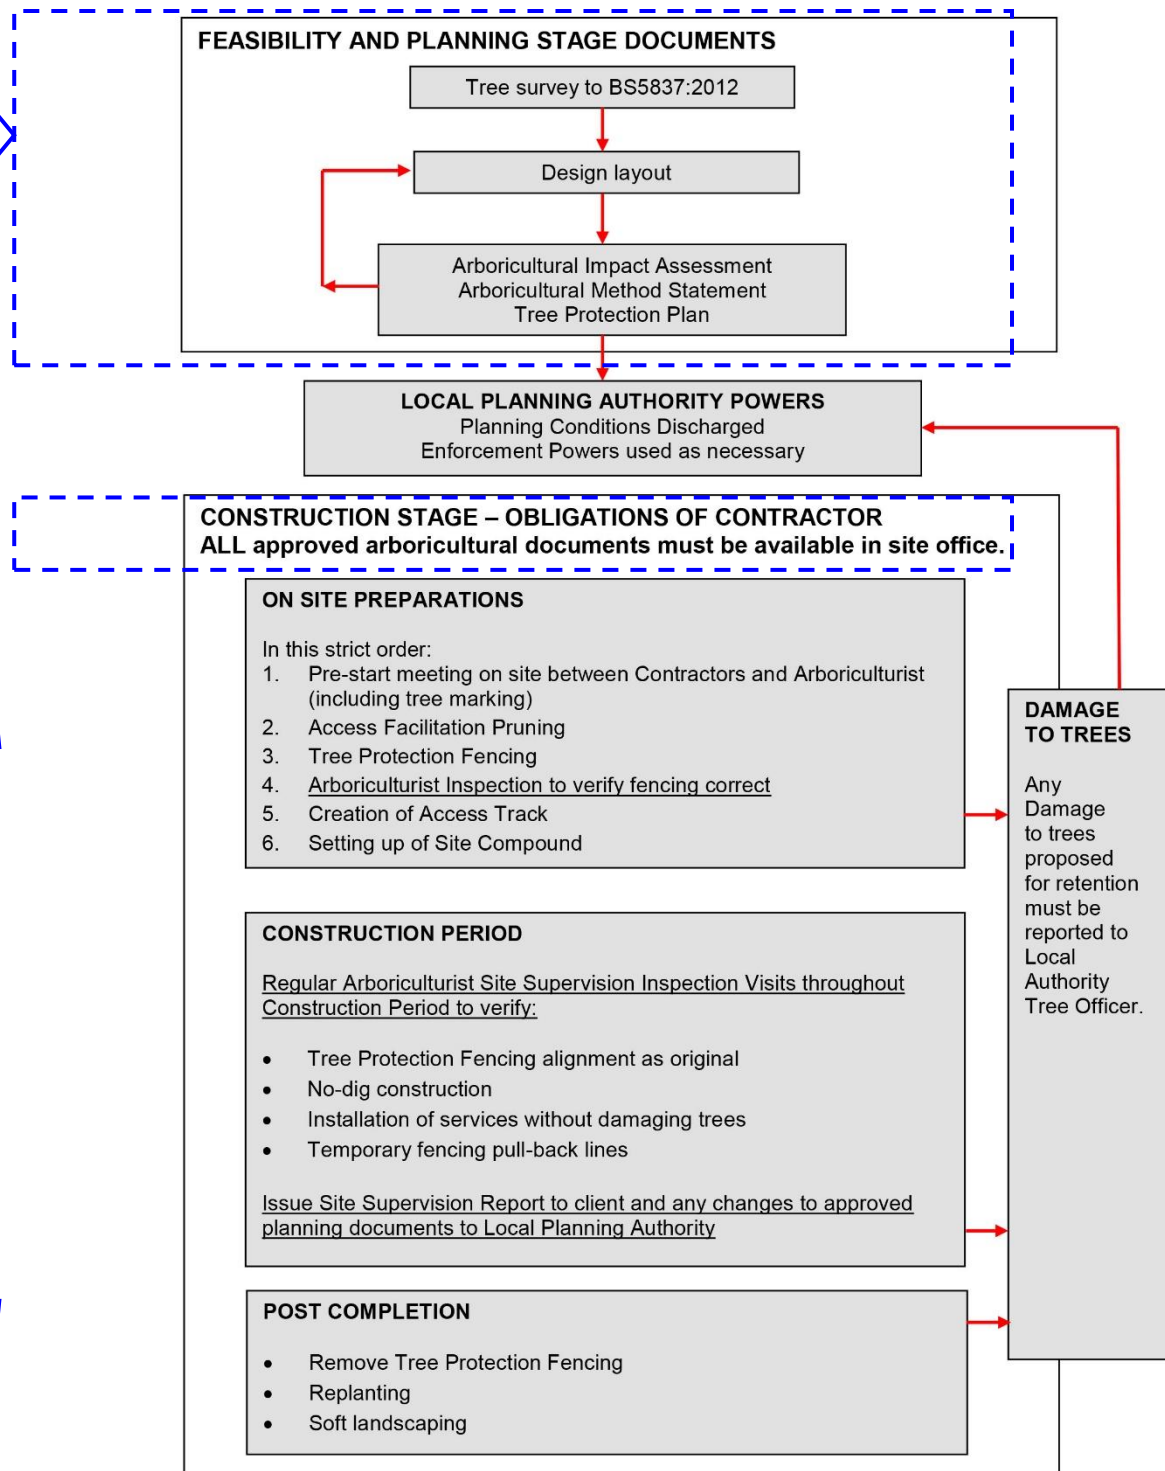 FEASIBILITY AND PLANNING STAGE DOCUMENTS
Tree survey to BS5837:2012
Design layout
Arboricultural Impact Assessment
Arboricultural Method Statement
Tree Protection Plan
LOCAL PLANNING AUTHORITY POWERS
Planning Conditions Discharged
Enforcement Powers used as necessary
CONSTRUCTION STAGE – OBLIGATIONS OF CONTRACTOR
ALL approved arboricultural documents must be available in site office.
ON SITE PREPARATIONS
In this strict order:
1. Pre-start meeting on site between Contractors and Arboriculturist
(including tree marking)
2. Access Facilitation Pruning
3. Tree Protection Fencing
4. Arboriculturist Inspection to verify fencing correct
5. Creation of Access Track
6. Setting up of Site Compound
CONSTRUCTION PERIOD
Regular Arboriculturist Site Supervision Inspection Visits throughout
Construction Period to verify:
• Tree Protection Fencing alignment as original
• No-dig construction
• Installation of services without damaging trees
• Temporary fencing pull-back lines
Issue Site Supervision Report to client and any changes to approved
planning documents to Local Planning Authority
POST COMPLETION
• Remove Tree Protection Fencing
• Replanting
• Soft landscaping
DAMAGE
TO TREES
Any
Damage
to trees
proposed
for retention
must be
reported to
Local
Authority
Tree Officer.